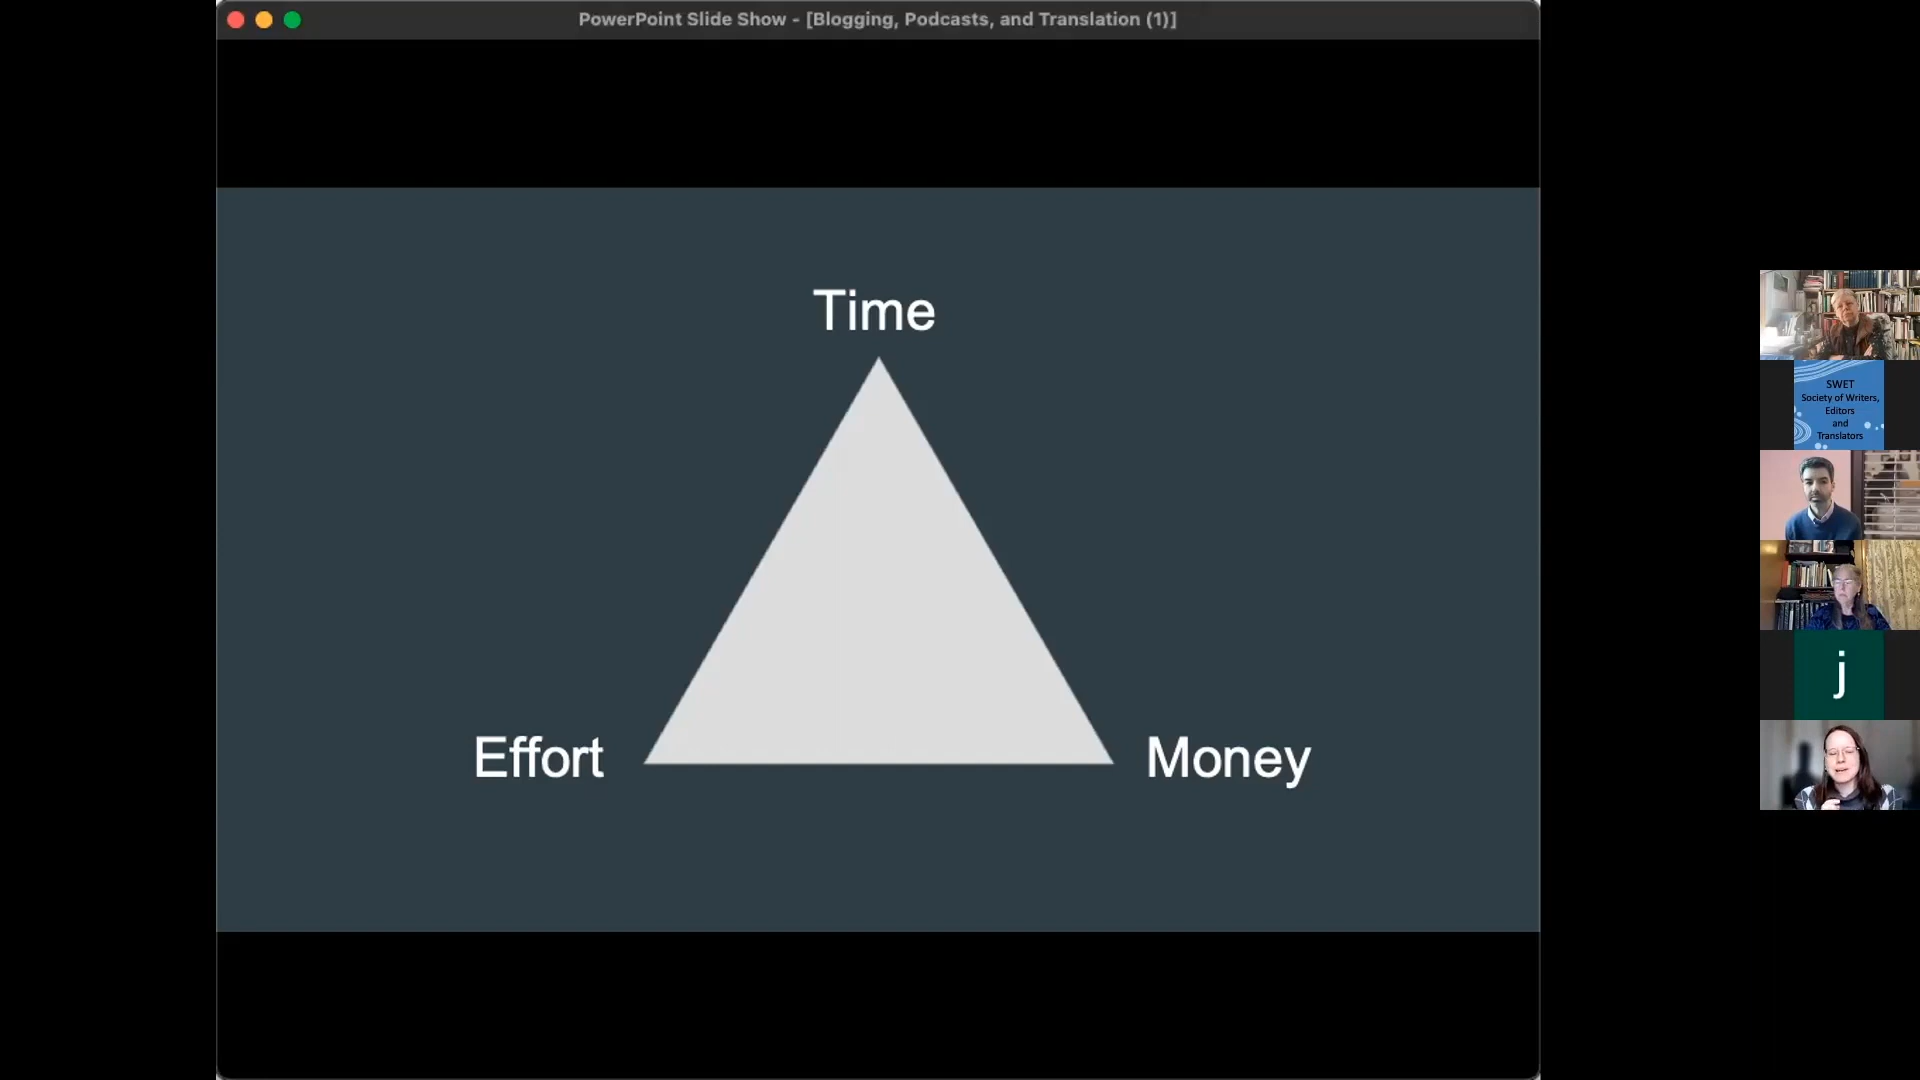 PowerPoint Slide Show - [Blogging, Podcasts, and Translation (1)]
Time
Effort
Money
SWET
Society of Writers,
Editors
and
Translators
j